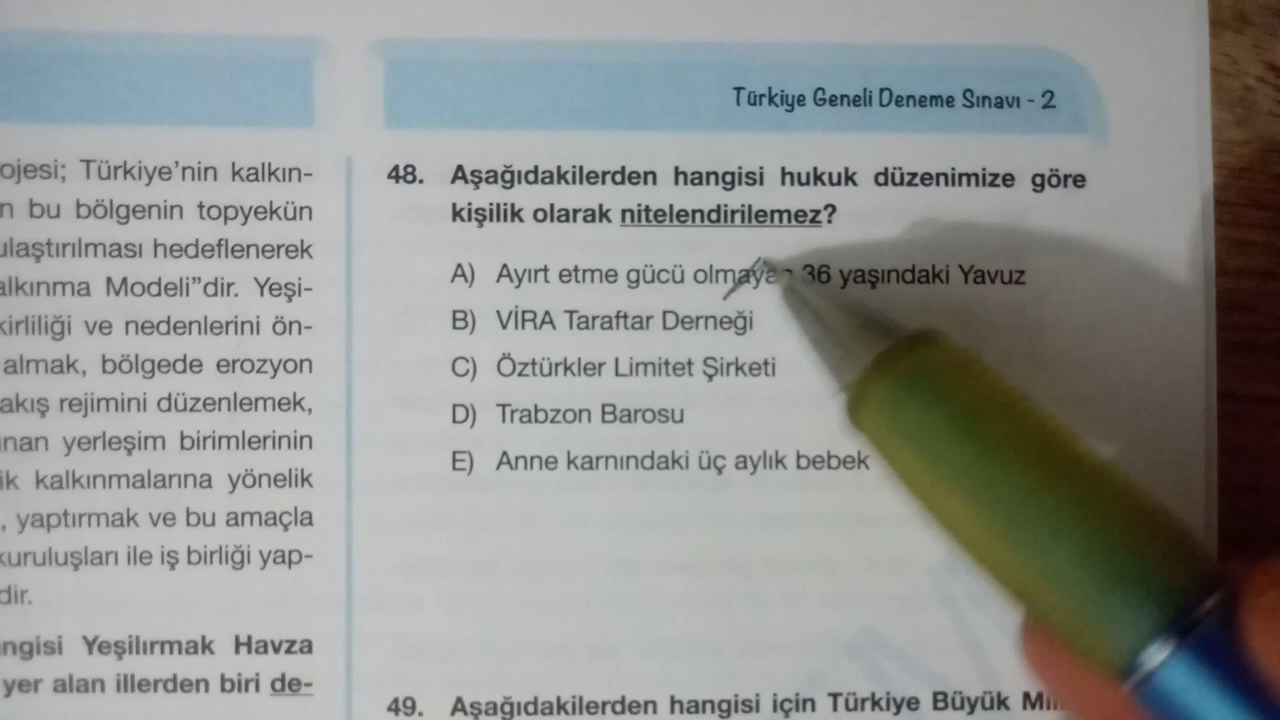 Türkiye Geneli Deneme Sınavı - 2
ojesi; Türkiye'nin kalkın-
n bu bölgenin topyekün
ulaştırılması hedeflenerek
alkınma Modeli"dir. Yeşi-
kirliliği ve nedenlerini ön-
almak, bölgede erozyon
akış rejimini düzenlemek,
ınan yerleşim birimlerinin
ik kalkınmalarına yönelik
, yaptırmak ve bu amaçla
kuruluşları ile iş birliği yap-
dir.
ngisi Yeşilırmak Havza
yer alan illerden biri de-
48. Aşağıdakilerden hangisi hukuk düzenimize göre
kişilik olarak nitelendirilemez?
A) Ayırt etme gücü olmayan 36 yaşındaki Yavuz
B) VİRA Taraftar Derneği
C) Öztürkler Limitet Şirketi
D) Trabzon Barosu
E) Anne karnındaki üç aylık bebek
49. Aşağıdakilerden hangisi için Türkiye Büyük